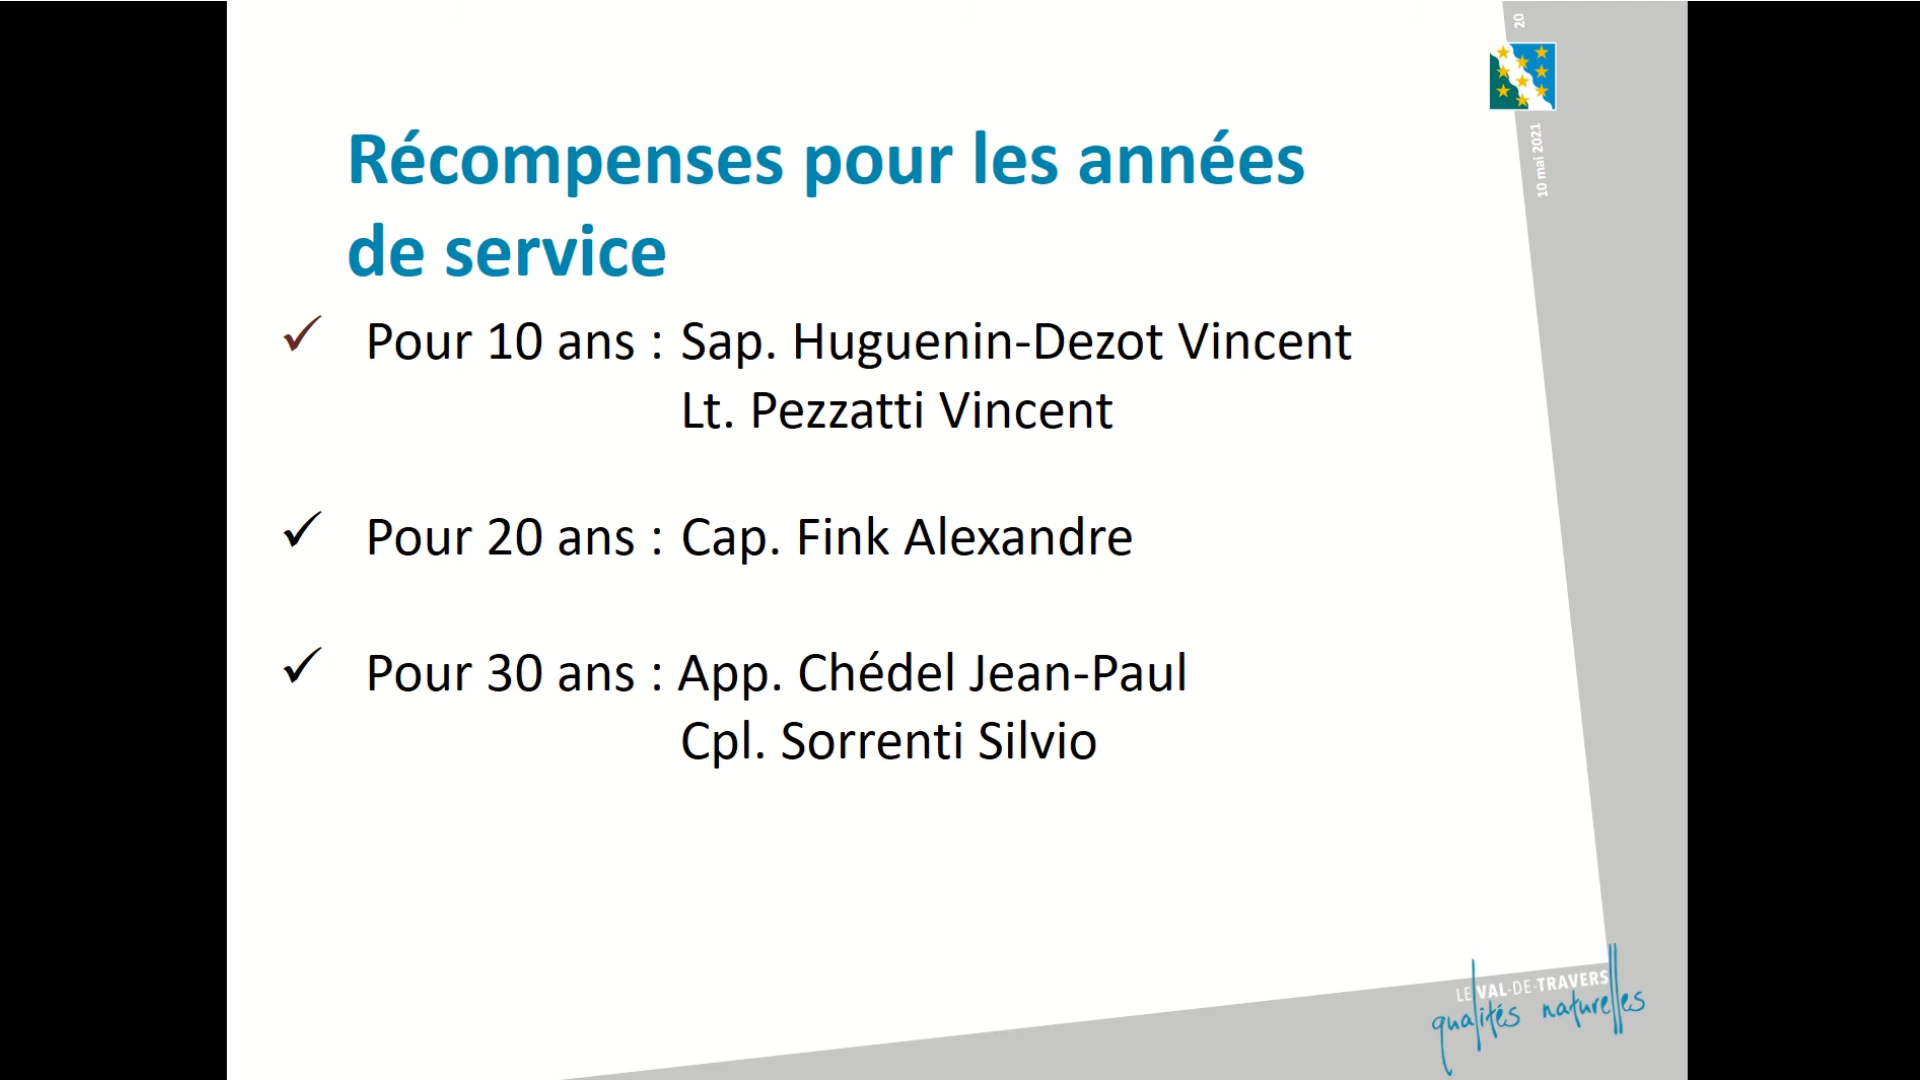 20
10 mai 2021
Récompenses pour les années
de service
✓ Pour 10 ans : Sap. Huguenin-Dezot Vincent
Lt. Pezzatti Vincent
✓ Pour 20 ans : Cap. Fink Alexandre
✓ Pour 30 ans : App. Chédel Jean-Paul
Cpl. Sorrenti Silvio
LE VAL-DE-TRAVERS
qualités naturelles